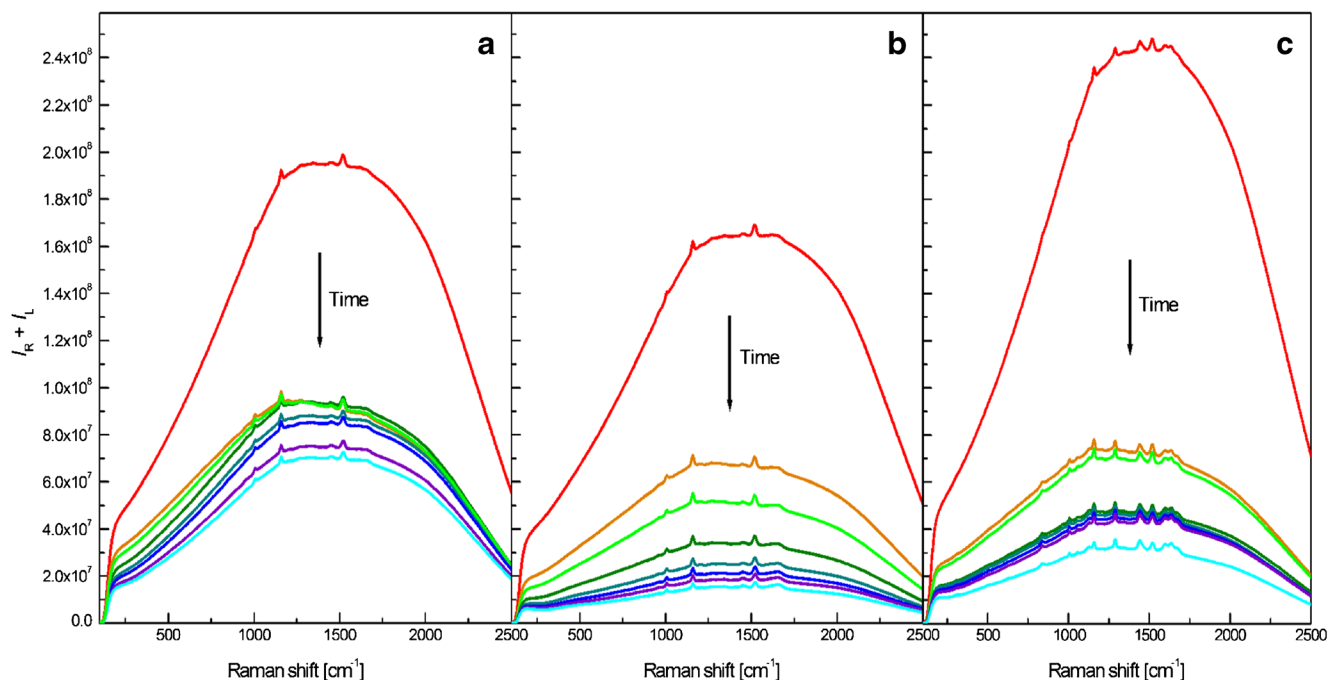 a
b
c
2.4x10⁸
2.2x10⁸
2.0x10⁸
1.8x10⁸
1.6x10⁸
1.4x10⁸
1.2x10⁸
1.0x10⁸
8.0x10⁷
6.0x10⁷
4.0x10⁷
2.0x10⁷
0.0
I_R + I_L
Time
Time
Time
500 1000 1500 2000 2500
500 1000 1500 2000 2500
500 1000 1500 2000 2500
Raman shift [cm⁻¹]
Raman shift [cm⁻¹]
Raman shift [cm⁻¹]